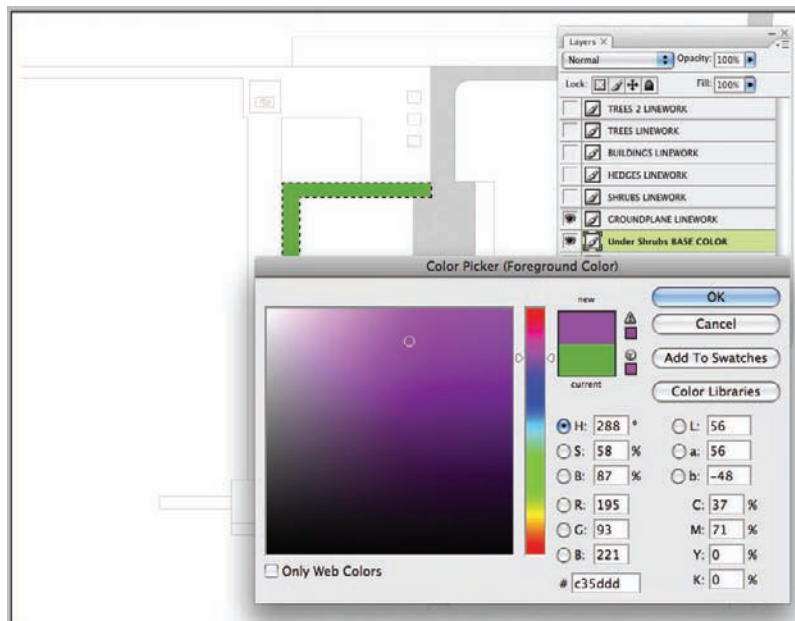 Layers ×
Normal Opacity: 100%
Lock: Fill: 100%
TREES 2 LINEWORK
TREES LINEWORK
BUILDINGS LINEWORK
HEDGES LINEWORK
SHRUBS LINEWORK
GROUNDPLANE LINEWORK
Under Shrubs BASE COLOR
Color Picker (Foreground Color)
new
current
OK
Cancel
Add To Swatches
Color Libraries
H: 288 ° L: 56
S: 58 % a: 56
B: 87 % b: -48
R: 195 C: 37 %
G: 93 M: 71 %
B: 221 Y: 0 %
# c35ddd K: 0 %
Only Web Colors